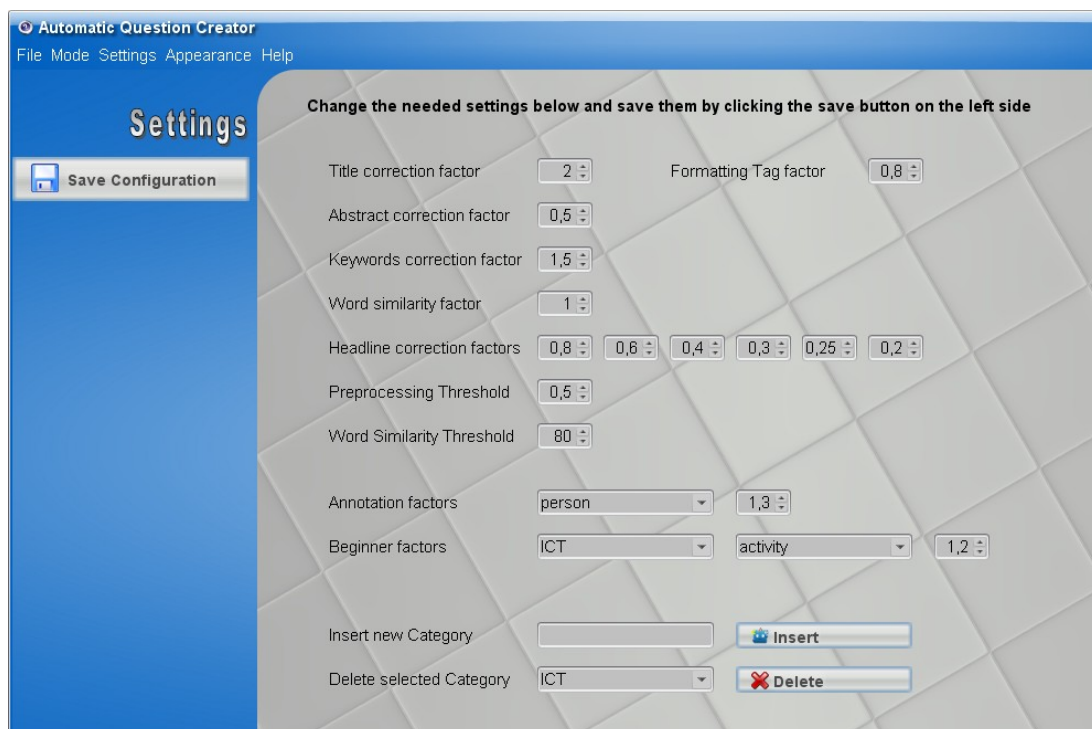 Automatic Question Creator
File Mode Settings Appearance Help
Settings
Save Configuration
Change the needed settings below and save them by clicking the save button on the left side
Title correction factor 2 Formatting Tag factor 0,8
Abstract correction factor 0,5
Keywords correction factor 1,5
Word similarity factor 1
Headline correction factors 0,8 0,6 0,4 0,3 0,25 0,2
Preprocessing Threshold 0,5
Word Similarity Threshold 80
Annotation factors person 1,3
Beginner factors ICT activity 1,2
Insert new Category Insert
Delete selected Category ICT Delete